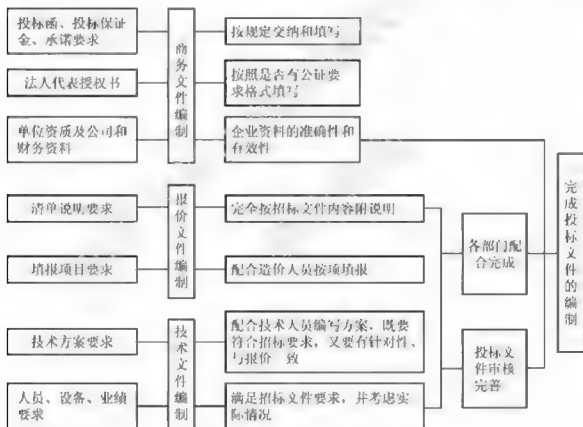 投标函、投标保证
金、承诺要求
法人代表授权书
单位资质及公司和
财务资料
商务文件编制
按规定交纳和填写
按照是否有公证要
求格式填写
企业资料的准确性和
有效性
清单说明要求
填报项目要求
报价文件编制
完全按招标文件内容附说明
配合造价人员按项填报
各部门配
合完成
技术方案要求
人员、设备、业绩
要求
技术文件编制
配合技术人员编写方案，既要
符合招标要求，又要有针对性、
与报价一致
满足招标文件要求，并考虑实
际情况
投标文
件审核
完善
完成投标文件的编制